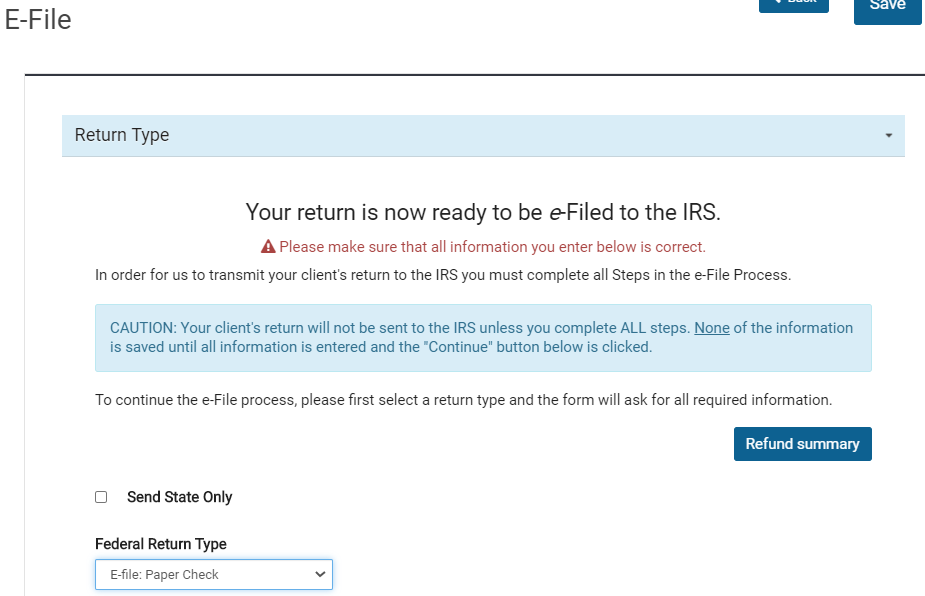 E-File
Back
Save
Return Type
Your return is now ready to be e-Filed to the IRS.
Please make sure that all information you enter below is correct.
In order for us to transmit your client's return to the IRS you must complete all Steps in the e-File Process.
CAUTION: Your client's return will not be sent to the IRS unless you complete ALL steps. None of the information
is saved until all information is entered and the "Continue" button below is clicked.
To continue the e-File process, please first select a return type and the form will ask for all required information.
Refund summary
Send State Only
Federal Return Type
E-file: Paper Check